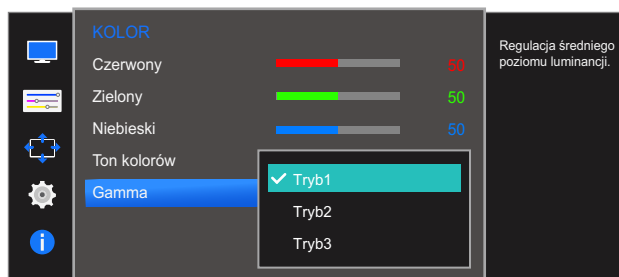 KOLOR
Czerwony 50
Zielony 50
Niebieski 50
Ton kolorów
Gamma
Tryb1
Tryb2
Tryb3
Regulacja średniego
poziomu luminancji.